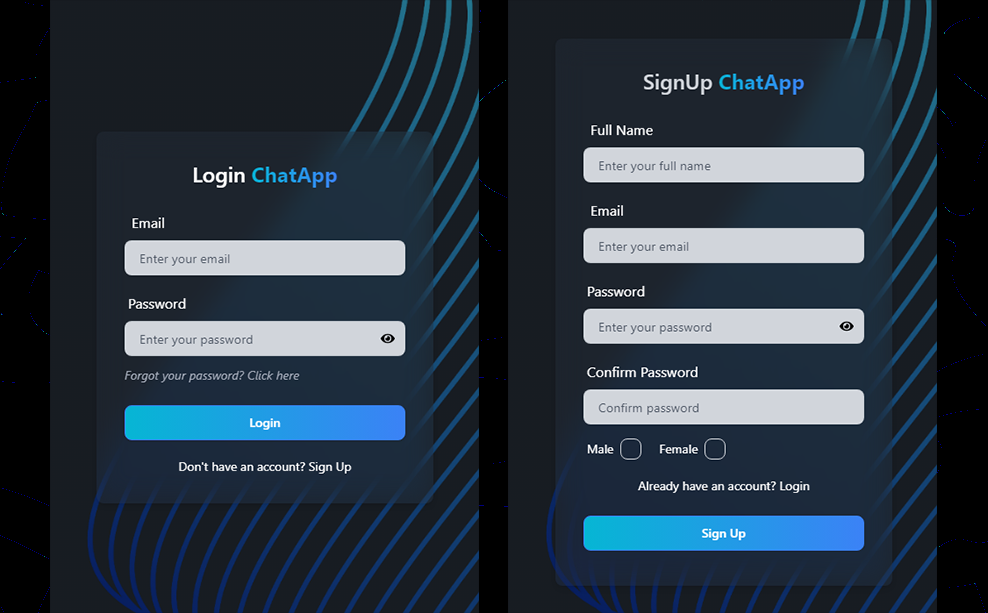 Login ChatApp
Email
Enter your email
Password
Enter your password
Forgot your password? Click here
Login
Don't have an account? Sign Up
SignUp ChatApp
Full Name
Enter your full name
Email
Enter your email
Password
Enter your password
Confirm Password
Confirm password
Male Female
Already have an account? Login
Sign Up